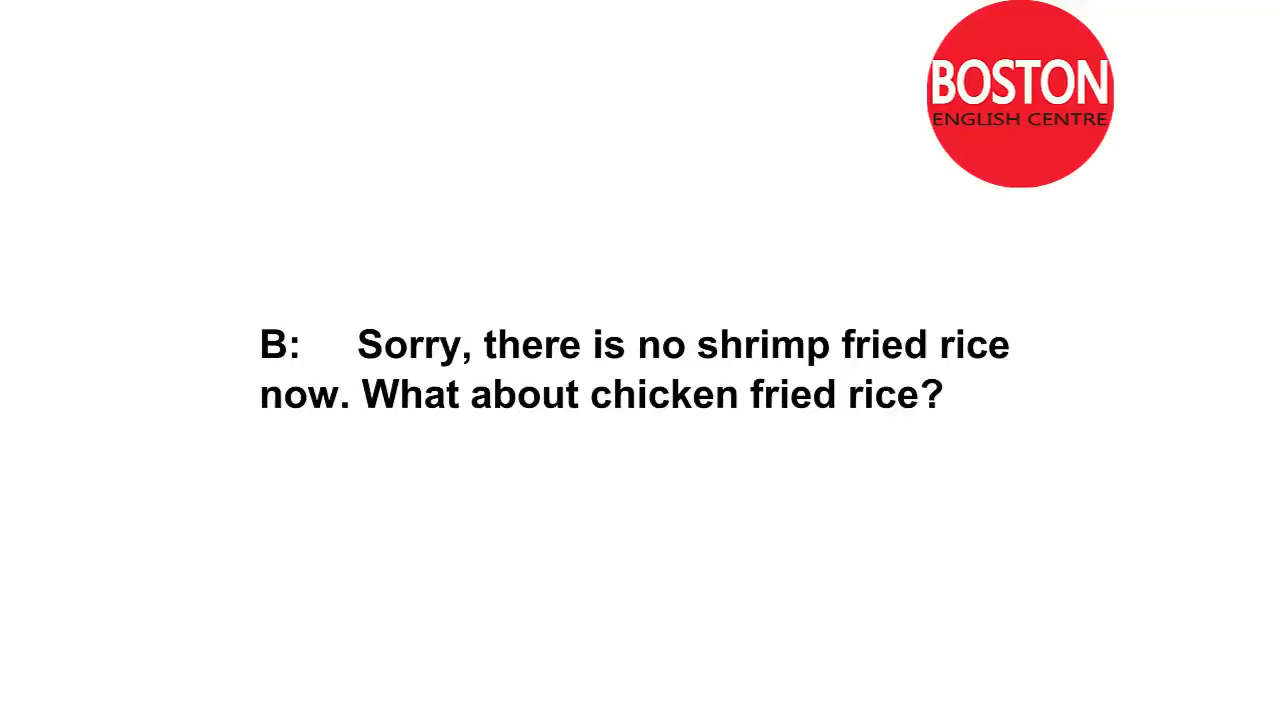 BOSTON
ENGLISH CENTRE
B: Sorry, there is no shrimp fried rice
now. What about chicken fried rice?